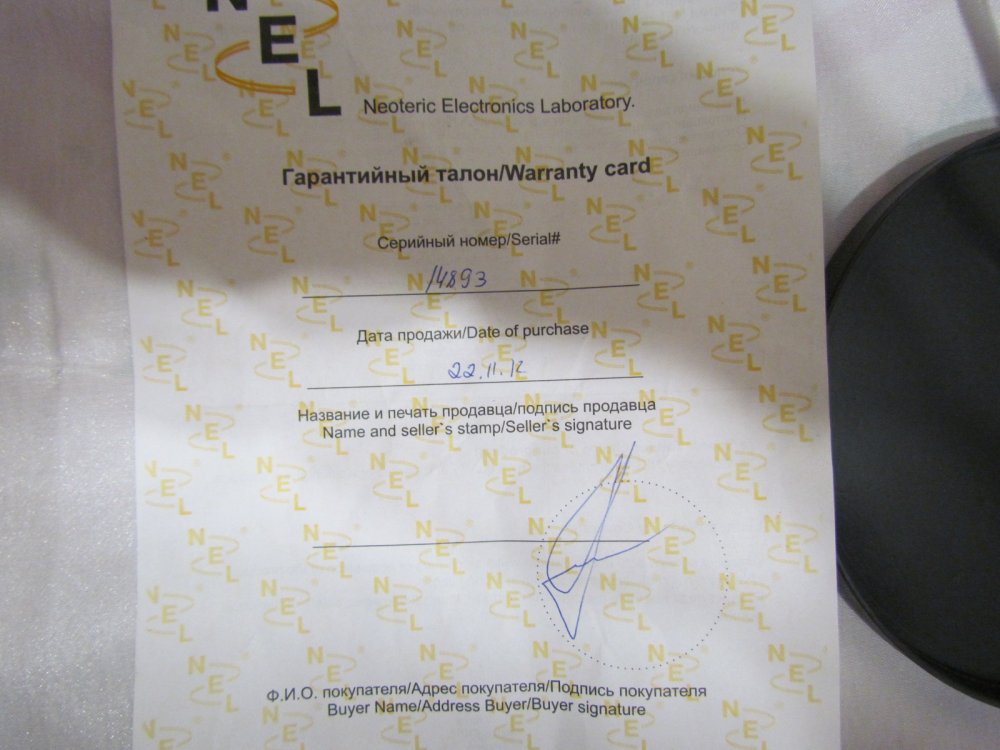 NEL
Neoteric Electronics Laboratory.
Гарантийный талон/Warranty card
Серийный номер/Serial#
14893
Дата продажи/Date of purchase
22.11.12
Название и печать продавца/подпись продавца
Name and seller`s stamp/Seller`s signature
Ф.И.О. покупателя/Адрес покупателя/Подпись покупателя
Buyer Name/Address Buyer/Buyer signature